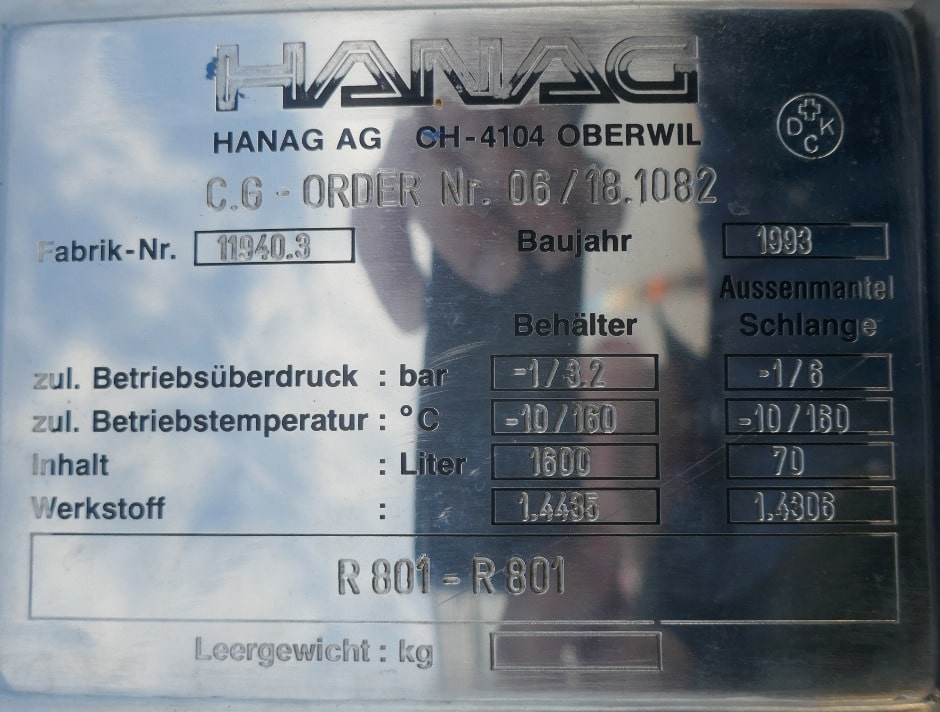 HANAG
HANAG AG CH-4104 OBERWIL
DCK
C.G - ORDER Nr. 06/18.1082
Fabrik-Nr. 11940.3 Baujahr 1993
Behälter Aussenmantel
Schlange
zul. Betriebsüberdruck : bar -1/3.2 -1/6
zul. Betriebstemperatur : °C -10/160 -10/160
Inhalt : Liter 1600 70
Werkstoff : 1.4435 1.4306
R 801 - R 801
Leergewicht : kg